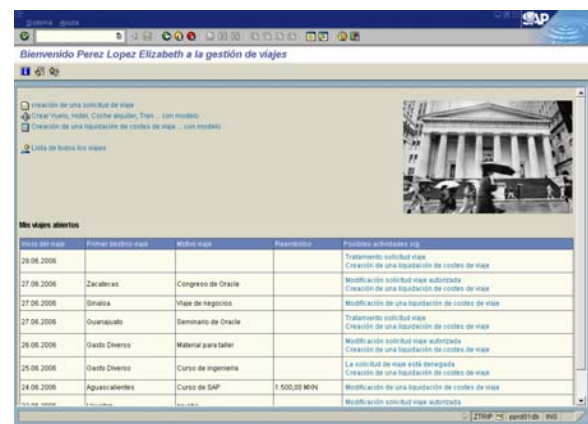 Sistema Ayuda
SAP
Bienvenido Perez Lopez Elizabeth a la gestión de viajes
creación de una solicitud de viaje
Crear Vuelo, Hotel, Coche alquiler, Tren ... con modelo
Creación de una liquidación de costes de viaje ... con modelo
Lista de todos los viajes
Mis viajes abiertos
Inicio del viaje Primer destino viaje Motivo viaje Reembolso Posibles actividades sig.
28.06.2006 Tratamiento solicitud viaje
Creación de una liquidación de costes de viaje
27.06.2006 Zacatecas Congreso de Oracle Modificación solicitud viaje autorizada
Creación de una liquidación de costes de viaje
27.06.2006 Sinaloa Viaje de negocios Modificación de una liquidación de costes de viaje
27.06.2006 Guanajuato Seminario de Oracle Tratamiento solicitud viaje
Creación de una liquidación de costes de viaje
26.06.2006 Gasto Diverso Material para taller Modificación solicitud viaje autorizada
Creación de una liquidación de costes de viaje
25.06.2006 Gasto Diverso Curso de ingenieria La solicitud de viaje está denegada
Creación de una liquidación de costes de viaje
24.06.2006 Aguascalientes Curso de SAP 1.500,00 MXN Modificación de una liquidación de costes de viaje
Modificación solicitud viaje autorizada
ZTRIP INS